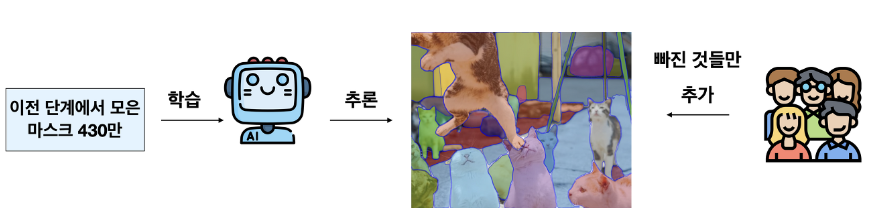 이전 단계에서 모은
마스크 430만
학습
AI
추론
빠진 것들만
추가